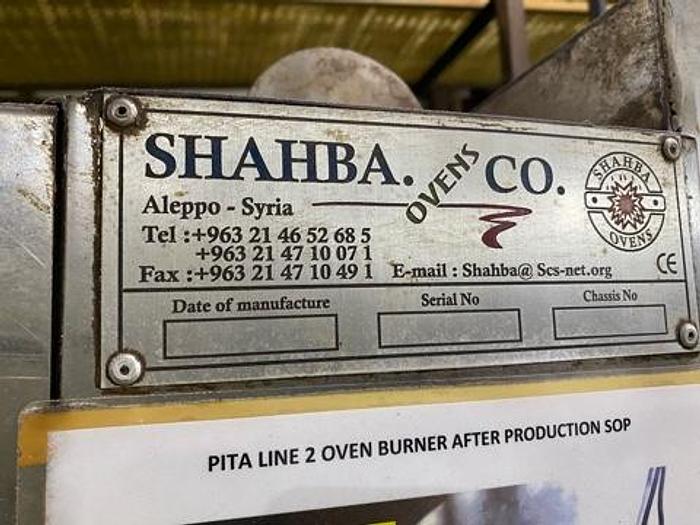 SHAHBA. OVENS CO.
Aleppo - Syria
Tel :+963 21 46 52 68 5
+963 21 47 10 07 1
Fax :+963 21 47 10 49 1 E-mail : Shahba@ Scs-net.org
SHAHBA
OVENS
CE
Date of manufacture Serial No Chassis No
PITA LINE 2 OVEN BURNER AFTER PRODUCTION SOP